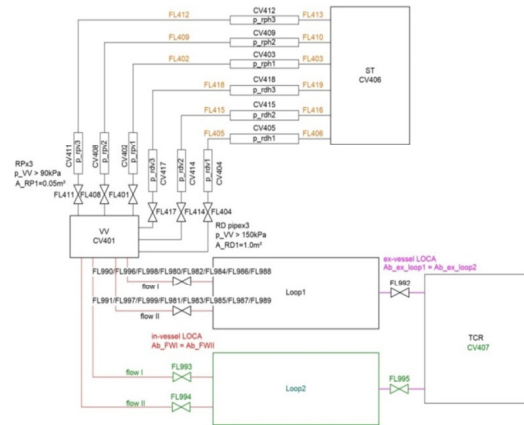 FL412
CV412
p_rph3
FL413
FL409
CV409
p_rph2
FL410
FL402
CV403
p_rph1
FL403
ST
CV406
FL418
CV418
p_rdh3
FL419
FL415
CV415
p_rdh2
FL416
FL405
CV405
p_rdh1
FL406
CV411
p_rpv3
CV408
p_rpv2
CV402
p_rpv1
p_rdv3
CV417
p_rdv2
CV414
p_rdv1
CV404
RPx3
p_VV > 90kPa
A_RP1=0.05m²
FL411
FL408
FL401
FL417
FL414
FL404
RD pipex3
p_VV > 150kPa
A_RD1=1.0m²
VV
CV401
FL990/FL996/FL998/FL980/FL982/FL984/FL986/FL988
flow I
FL991/FL997/FL999/FL981/FL983/FL985/FL987/FL989
flow II
Loop1
ex-vessel LOCA
Ab_ex_loop1 = Ab_ex_loop2
FL992
TCR
CV407
in-vessel LOCA
Ab_FWI = Ab_FWII
flow I
FL993
flow II
FL994
Loop2
FL995